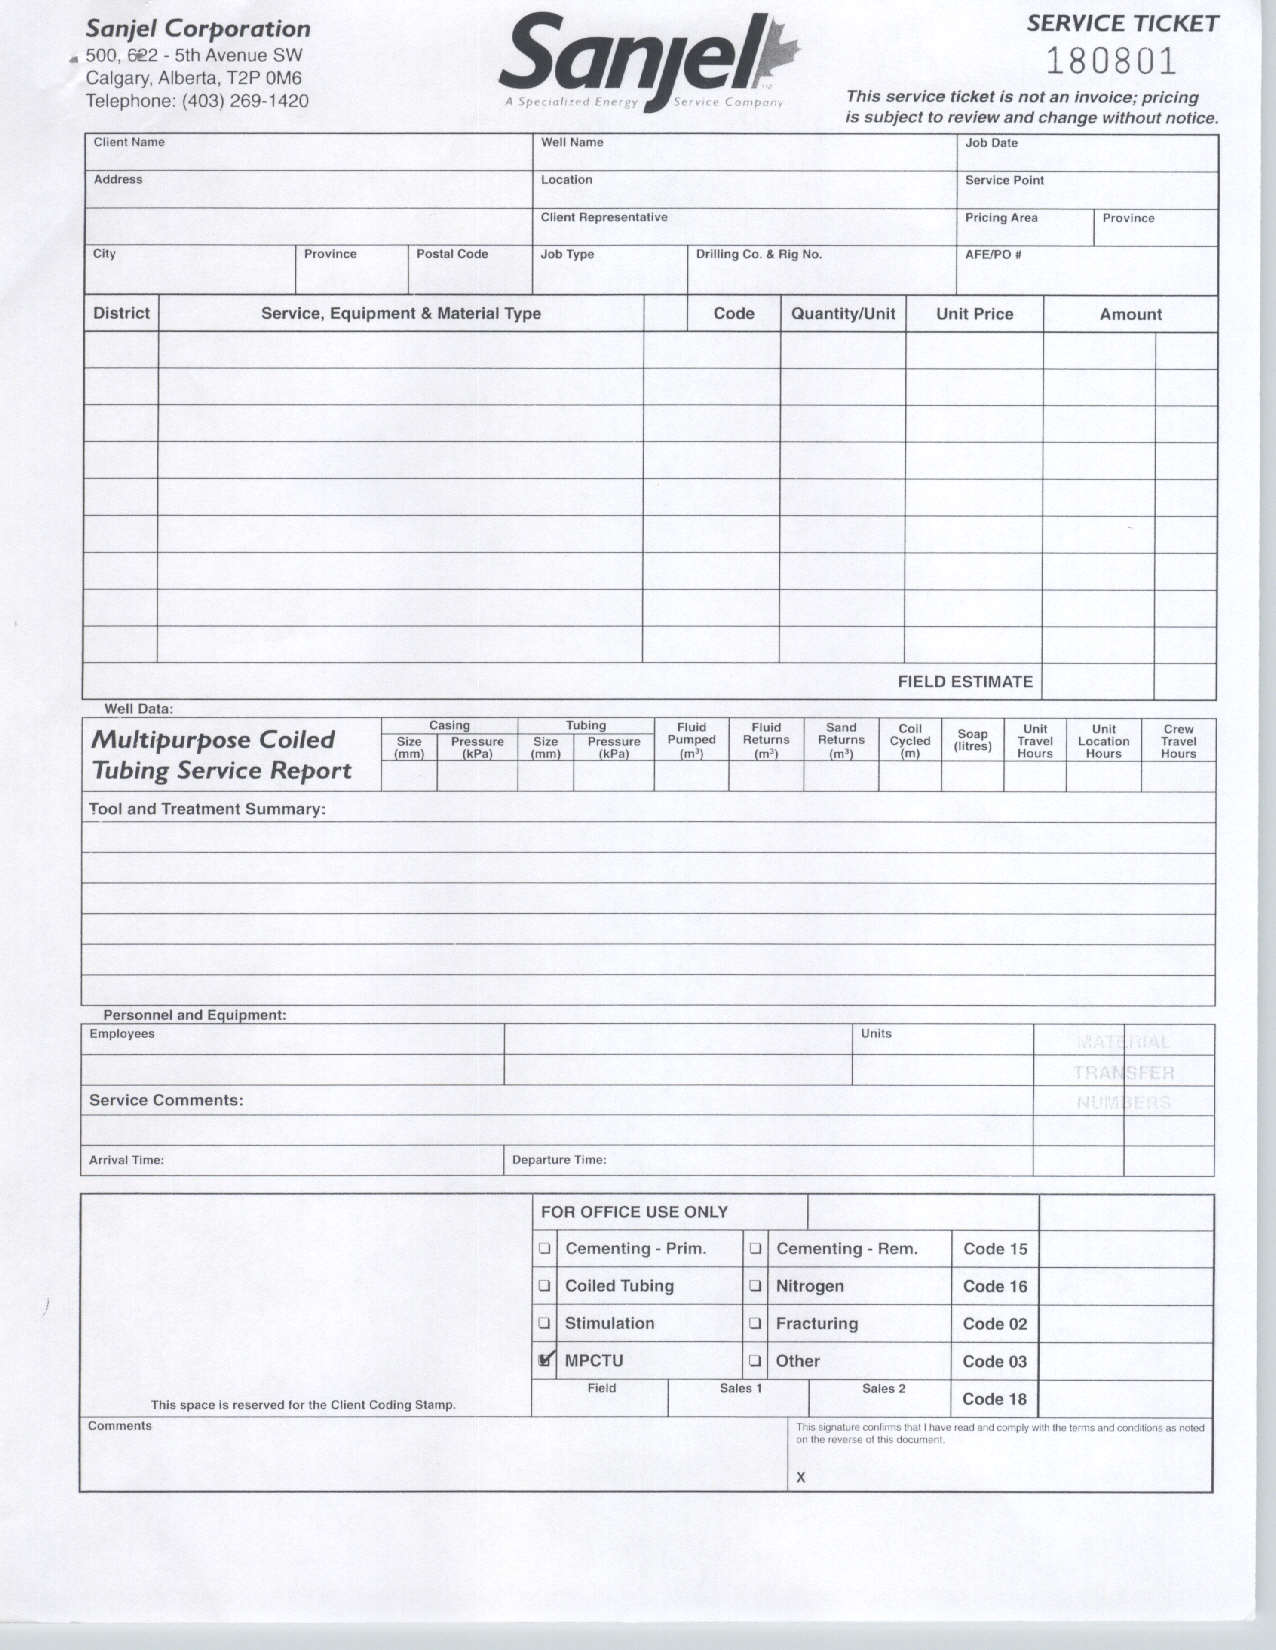 Sanjel Corporation
500, 622 - 5th Avenue SW
Calgary, Alberta, T2P 0M6
Telephone: (403) 269-1420
Sanjel
A Specialized Energy Service Company
SERVICE TICKET
180801
This service ticket is not an invoice; pricing
is subject to review and change without notice.
Client Name Well Name Job Date
Address Location Service Point
Client Representative Pricing Area Province
City Province Postal Code Job Type Drilling Co. & Rig No. AFE/PO #
District Service, Equipment & Material Type Code Quantity/Unit Unit Price Amount
FIELD ESTIMATE
Well Data:
Multipurpose Coiled
Tubing Service Report
Casing Tubing
Size (mm) Pressure (kPa) Size (mm) Pressure (kPa) Fluid Pumped (m³) Fluid Returns (m³) Sand Returns (m³) Coil Cycled (m) Soap (litres) Unit Travel Hours Unit Location Hours Crew Travel Hours
Tool and Treatment Summary:
Personnel and Equipment:
Employees Units
MATERIAL
TRANSFER
NUMBERS
Service Comments:
Arrival Time: Departure Time:
FOR OFFICE USE ONLY
Cementing - Prim. Cementing - Rem. Code 15
Coiled Tubing Nitrogen Code 16
Stimulation Fracturing Code 02
MPCTU Other Code 03
Field Sales 1 Sales 2 Code 18
This space is reserved for the Client Coding Stamp.
Comments
This signature confirms that I have read and comply with the terms and conditions as noted
on the reverse of this document.
X